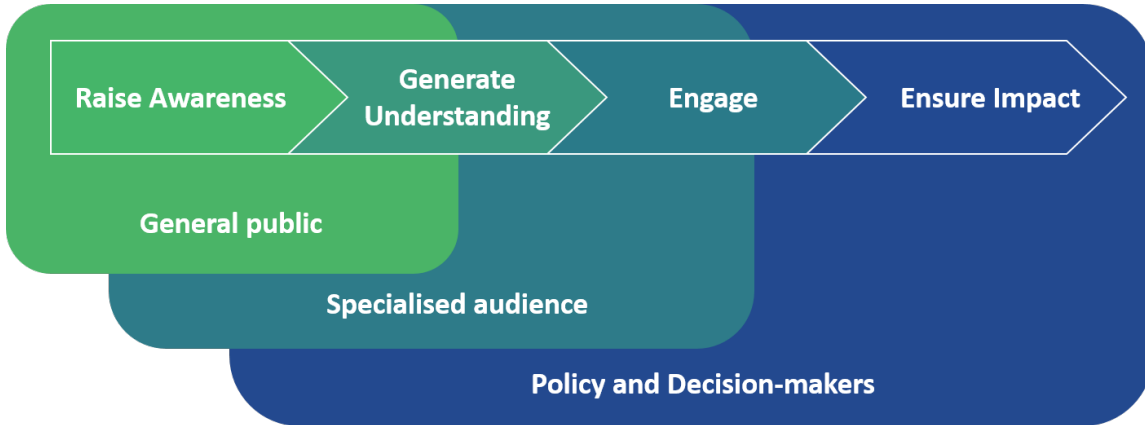 Raise Awareness
Generate
Understanding
Engage
Ensure Impact
General public
Specialised audience
Policy and Decision-makers